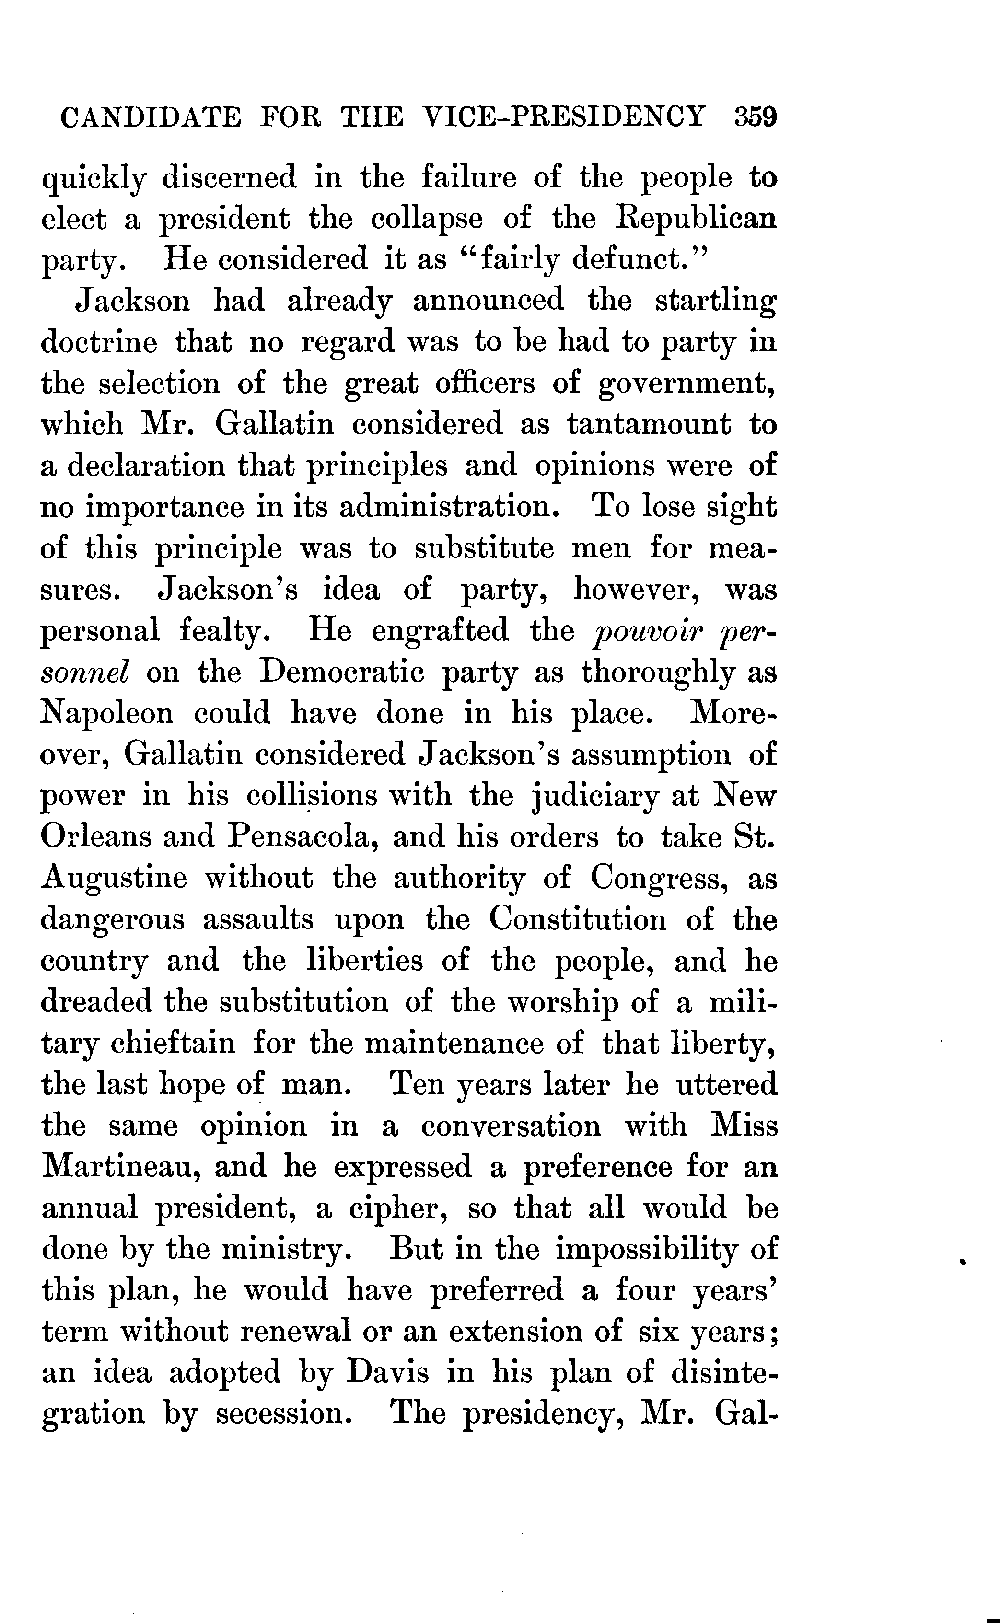 CANDIDATE FOR THE VICE-PRESIDENCY 359
quickly discerned in the failure of the people to
elect a president the collapse of the Republican
party. He considered it as "fairly defunct."
Jackson had already announced the startling
doctrine that no regard was to be had to party in
the selection of the great officers of government,
which Mr. Gallatin considered as tantamount to
a declaration that principles and opinions were of
no importance in its administration. To lose sight
of this principle was to substitute men for mea-
sures. Jackson's idea of party, however, was
personal fealty. He engrafted the pouvoir per-
sonnel on the Democratic party as thoroughly as
Napoleon could have done in his place. More-
over, Gallatin considered Jackson's assumption of
power in his collisions with the judiciary at New
Orleans and Pensacola, and his orders to take St.
Augustine without the authority of Congress, as
dangerous assaults upon the Constitution of the
country and the liberties of the people, and he
dreaded the substitution of the worship of a mili-
tary chieftain for the maintenance of that liberty,
the last hope of man. Ten years later he uttered
the same opinion in a conversation with Miss
Martineau, and he expressed a preference for an
annual president, a cipher, so that all would be
done by the ministry. But in the impossibility of
this plan, he would have preferred a four years'
term without renewal or an extension of six years;
an idea adopted by Davis in his plan of disinte-
gration by secession. The presidency, Mr. Gal-